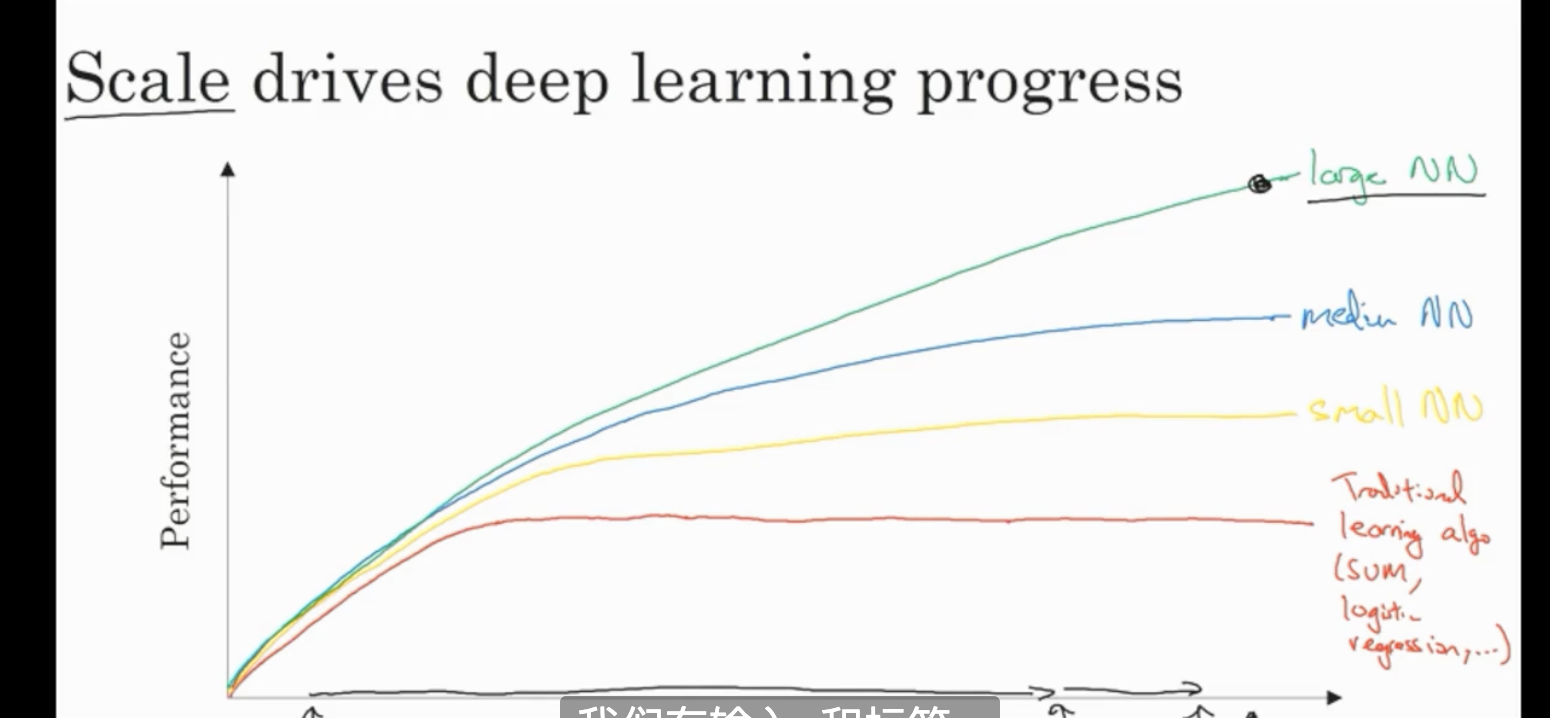 Scale drives deep learning progress
large NN
medium NN
small NN
Traditional
learning algo
(SVM,
logistic
regression,...)
Performance
我们有输入 和标签